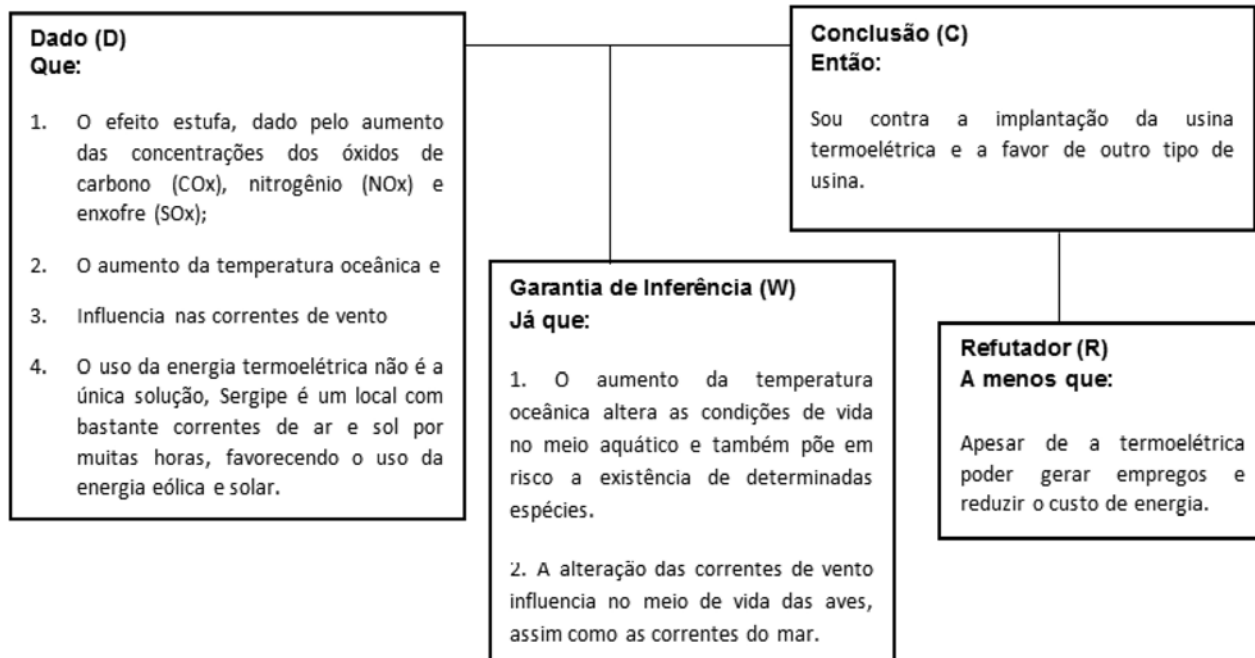 Dado (D)
Que:
1. O efeito estufa, dado pelo aumento
das concentrações dos óxidos de
carbono (COx), nitrogênio (NOx) e
enxofre (SOx);
2. O aumento da temperatura oceânica e
3. Influencia nas correntes de vento
4. O uso da energia termoelétrica não é a
única solução, Sergipe é um local com
bastante correntes de ar e sol por
muitas horas, favorecendo o uso da
energia eólica e solar.
Conclusão (C)
Então:
Sou contra a implantação da usina
termoelétrica e a favor de outro tipo de
usina.
Garantia de Inferência (W)
Já que:
1. O aumento da temperatura
oceânica altera as condições de vida
no meio aquático e também põe em
risco a existência de determinadas
espécies.
2. A alteração das correntes de vento
influencia no meio de vida das aves,
assim como as correntes do mar.
Refutador (R)
A menos que:
Apesar de a termoelétrica
poder gerar empregos e
reduzir o custo de energia.